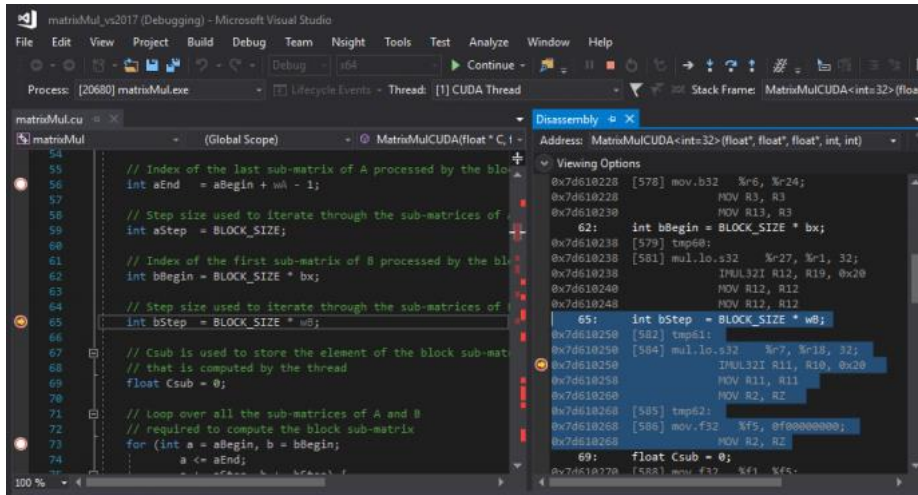 matrixMul_vs2017 (Debugging) - Microsoft Visual Studio
File Edit View Project Build Debug Team Nsight Tools Test Analyze Window Help
Debug x64 Continue
Process: [20680] matrixMul.exe Lifecycle Events Thread: [1] CUDA Thread Stack Frame: MatrixMulCUDA<int=32>(floa
matrixMul.cu
matrixMul (Global Scope) MatrixMulCUDA(float * C, f
54
55 // Index of the last sub-matrix of A processed by the blo
56 int aEnd = aBegin + wA - 1;
57
58 // Step size used to iterate through the sub-matrices of
59 int aStep = BLOCK_SIZE;
60
61 // Index of the first sub-matrix of B processed by the bl
62 int bBegin = BLOCK_SIZE * bx;
63
64 // Step size used to iterate through the sub-matrices of
65 int bStep = BLOCK_SIZE * wB;
66
67 // Csub is used to store the element of the block sub-mat
68 // that is computed by the thread
69 float Csub = 0;
70
71 // Loop over all the sub-matrices of A and B
72 // required to compute the block sub-matrix
73 for (int a = aBegin, b = bBegin;
74 a <= aEnd;
100 %
Disassembly
Address: MatrixMulCUDA<int=32>(float*, float*, float*, int, int)
Viewing Options
0x7d610228 [578] mov.b32 %r6, %r24;
0x7d610228 MOV R3, R3
0x7d610230 MOV R13, R3
62: int bBegin = BLOCK_SIZE * bx;
0x7d610238 [579] tmp60:
0x7d610238 [581] mul.lo.s32 %r27, %r1, 32;
0x7d610238 IMUL32I R12, R19, 0x20
0x7d610240 MOV R12, R12
0x7d610248 MOV R12, R12
65: int bStep = BLOCK_SIZE * wB;
0x7d610250 [582] tmp61:
0x7d610250 [584] mul.lo.s32 %r7, %r18, 32;
0x7d610250 IMUL32I R11, R10, 0x20
0x7d610258 MOV R11, R11
0x7d610260 MOV R2, RZ
0x7d610268 [585] tmp62:
0x7d610268 [586] mov.f32 %f5, 0f00000000;
0x7d610268 MOV R2, RZ
69: float Csub = 0;
0x7d610270 [588] mov.f32 %f1, %f5;